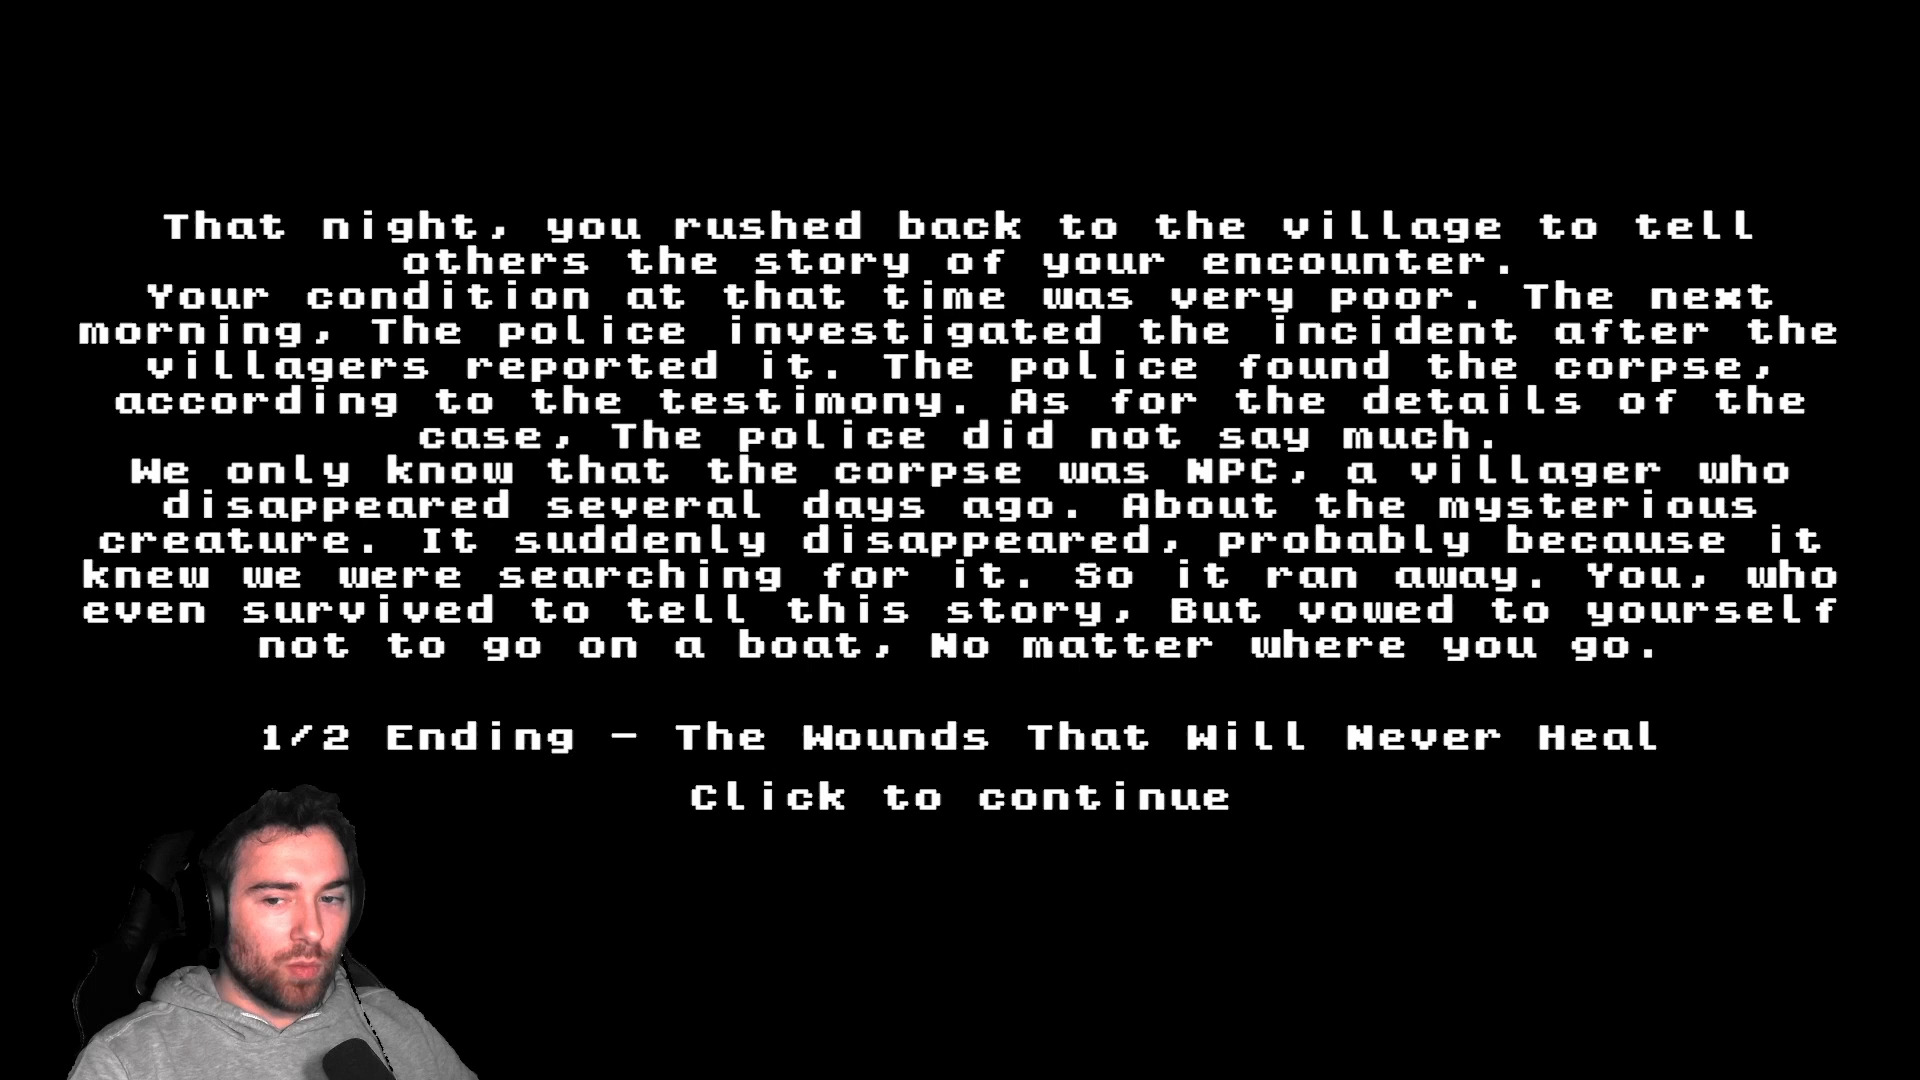 That night, you rushed back to the village to tell
others the story of your encounter.
Your condition at that time was very poor. The next
morning, The police investigated the incident after the
villagers reported it. The police found the corpse,
according to the testimony. As for the details of the
case, The police did not say much.
We only know that the corpse was NPC, a villager who
disappeared several days ago. About the mysterious
creature. It suddenly disappeared, probably because it
knew we were searching for it. So it ran away. You, who
even survived to tell this story, But vowed to yourself
not to go on a boat, No matter where you go.
1/2 Ending - The Wounds That Will Never Heal
Click to continue